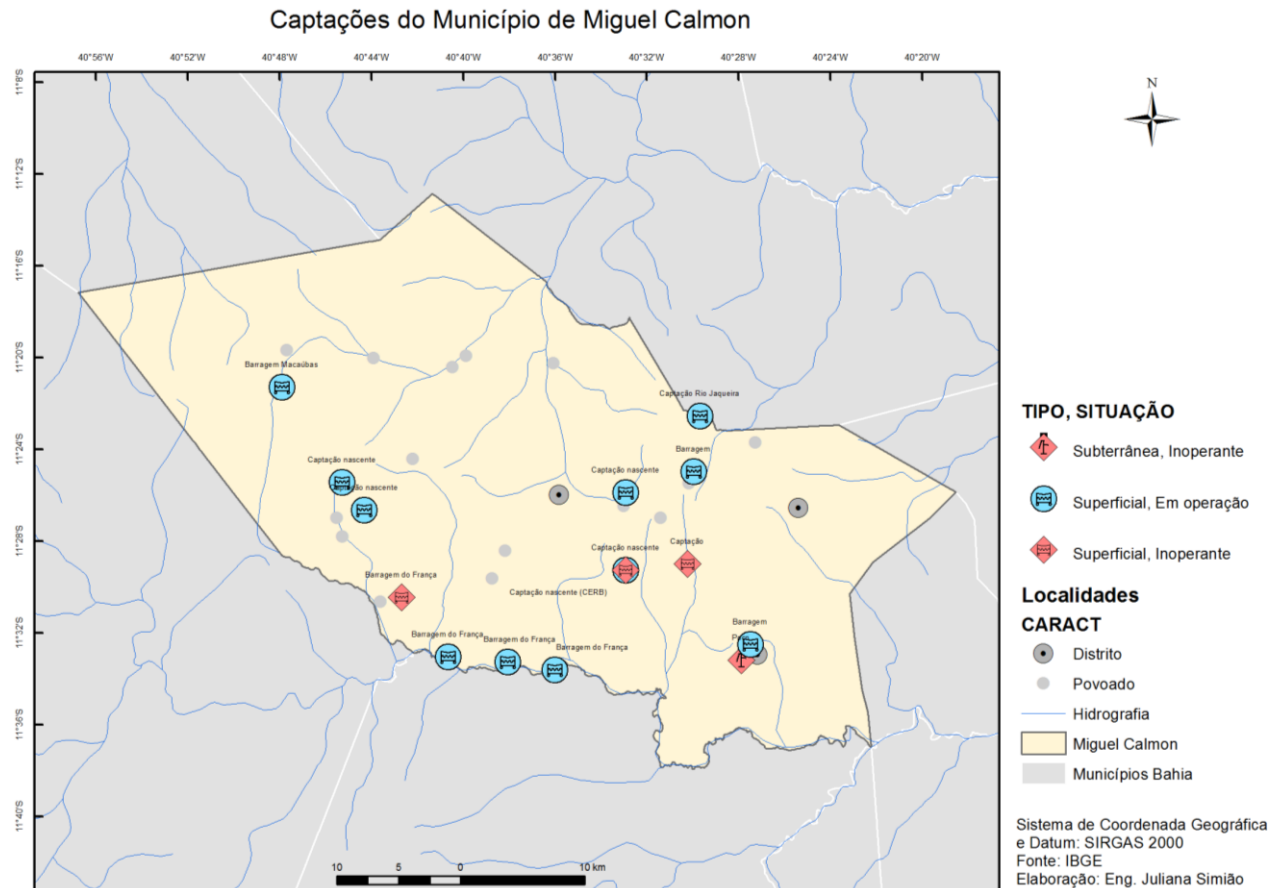 Captações do Município de Miguel Calmon
40°56'W 40°52'W 40°48'W 40°44'W 40°40'W 40°36'W 40°32'W 40°28'W 40°24'W 40°20'W
11°8'S
11°12'S
11°16'S
11°20'S
11°24'S
11°28'S
11°32'S
11°36'S
11°40'S
N
Barragem Macaúbas
Captação Rio Jaqueira
Barragem
Captação nascente
Captação nascente
Captação nascente
Captação nascente
Captação
Barragem do França
Captação nascente (CERB)
Barragem do França
Barragem do França
Barragem do França
Barragem
10 5 0 10 km
TIPO, SITUAÇÃO
Subterrânea, Inoperante
Superficial, Em operação
Superficial, Inoperante
Localidades
CARACT
Distrito
Povoado
Hidrografia
Miguel Calmon
Municípios Bahia
Sistema de Coordenada Geográfica
e Datum: SIRGAS 2000
Fonte: IBGE
Elaboração: Eng. Juliana Simião